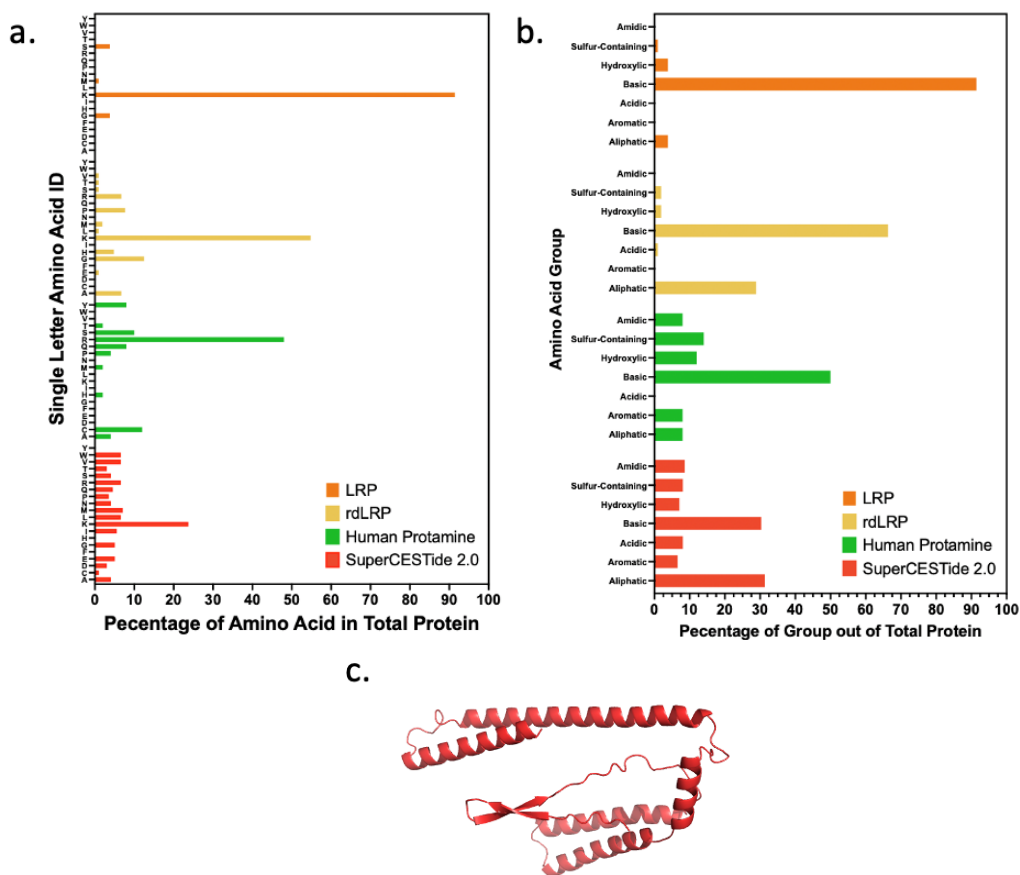 a.
Y
W
V
T
S
R
Q
P
N
M
L
K
I
H
G
F
E
D
C
A
Y
W
V
T
S
R
Q
P
N
M
L
K
I
H
G
F
E
D
C
A
Y
W
V
T
S
R
Q
P
N
M
L
K
I
H
G
F
E
D
C
A
Y
W
V
T
S
R
Q
P
N
M
L
K
I
H
G
F
E
D
C
A
Single Letter Amino Acid ID
LRP
rdLRP
Human Protamine
SuperCESTide 2.0
0 10 20 30 40 50 60 70 80 90 100
Pecentage of Amino Acid in Total Protein
b.
Amidic
Sulfur-Containing
Hydroxylic
Basic
Acidic
Aromatic
Aliphatic
Amidic
Sulfur-Containing
Hydroxylic
Basic
Acidic
Aromatic
Aliphatic
Amidic
Sulfur-Containing
Hydroxylic
Basic
Acidic
Aromatic
Aliphatic
Amidic
Sulfur-Containing
Hydroxylic
Basic
Acidic
Aromatic
Aliphatic
Amino Acid Group
LRP
rdLRP
Human Protamine
SuperCESTide 2.0
0 10 20 30 40 50 60 70 80 90 100
Pecentage of Group out of Total Protein
c.